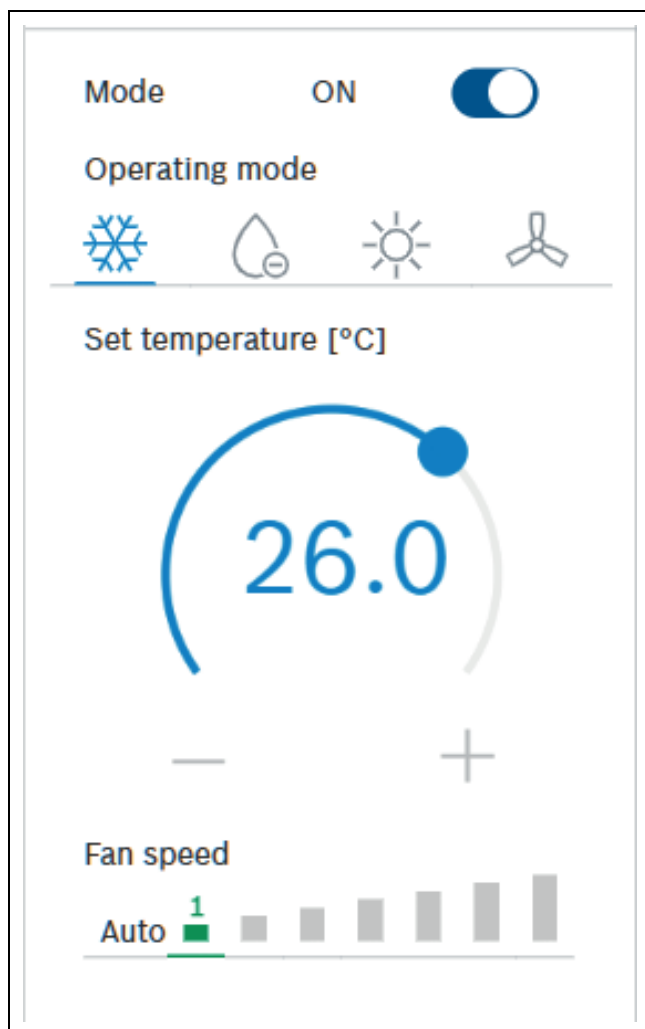 Mode ON
Operating mode
Set temperature [°C]
26.0
Fan speed
1
Auto